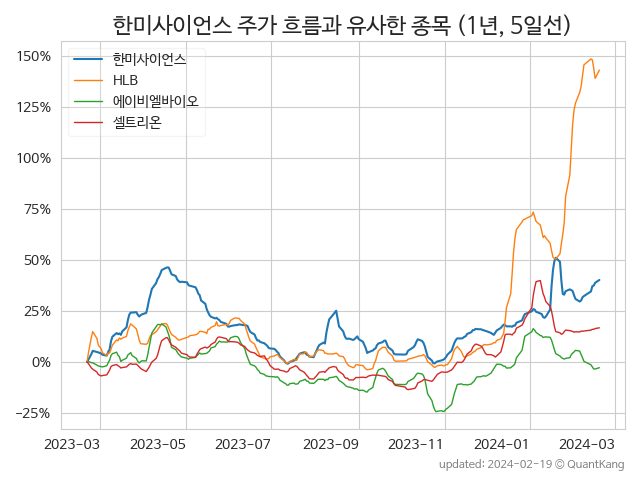 한미사이언스 주가 흐름과 유사한 종목 (1년, 5일선)
한미사이언스
HLB
에이비엘바이오
셀트리온
150%
125%
100%
75%
50%
25%
0%
−25%
2023-03 2023-05 2023-07 2023-09 2023-11 2024-01 2024-03
updated: 2024-02-19 © QuantKang